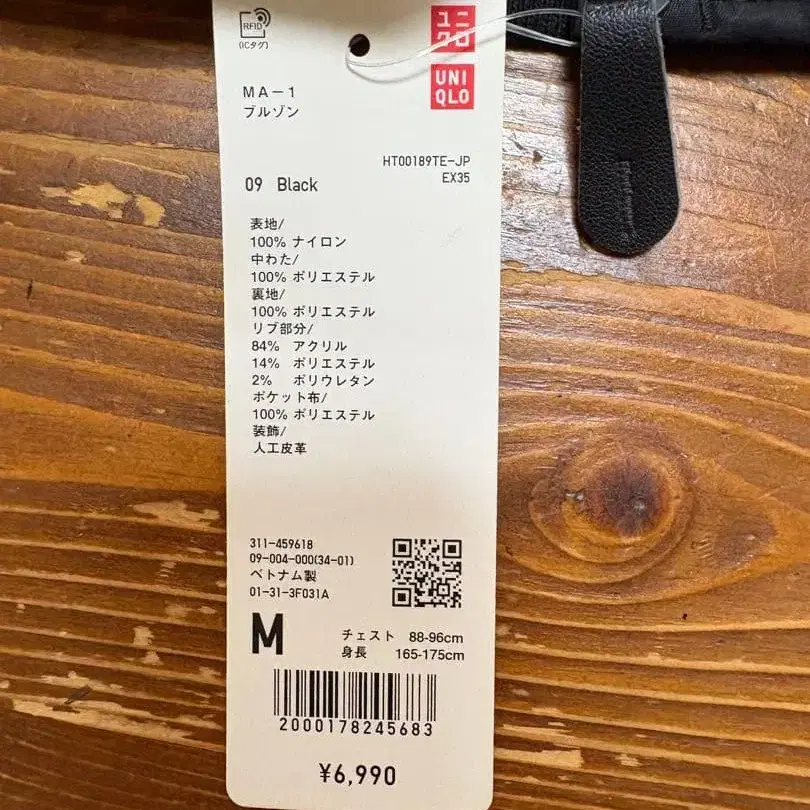 RFID
(ICタグ)
ユニ
クロ
UNI
QLO
MA-1
ブルゾン
HT00189TE-JP
EX35
09 Black
表地/
100% ナイロン
中わた/
100% ポリエステル
裏地/
100% ポリエステル
リブ部分/
84% アクリル
14% ポリエステル
2% ポリウレタン
ポケット布/
100% ポリエステル
装飾/
人工皮革
311-459618
09-004-000(34-01)
ベトナム製
01-31-3F031A
M
チェスト 88-96cm
身長 165-175cm
2000178245683
¥6,990